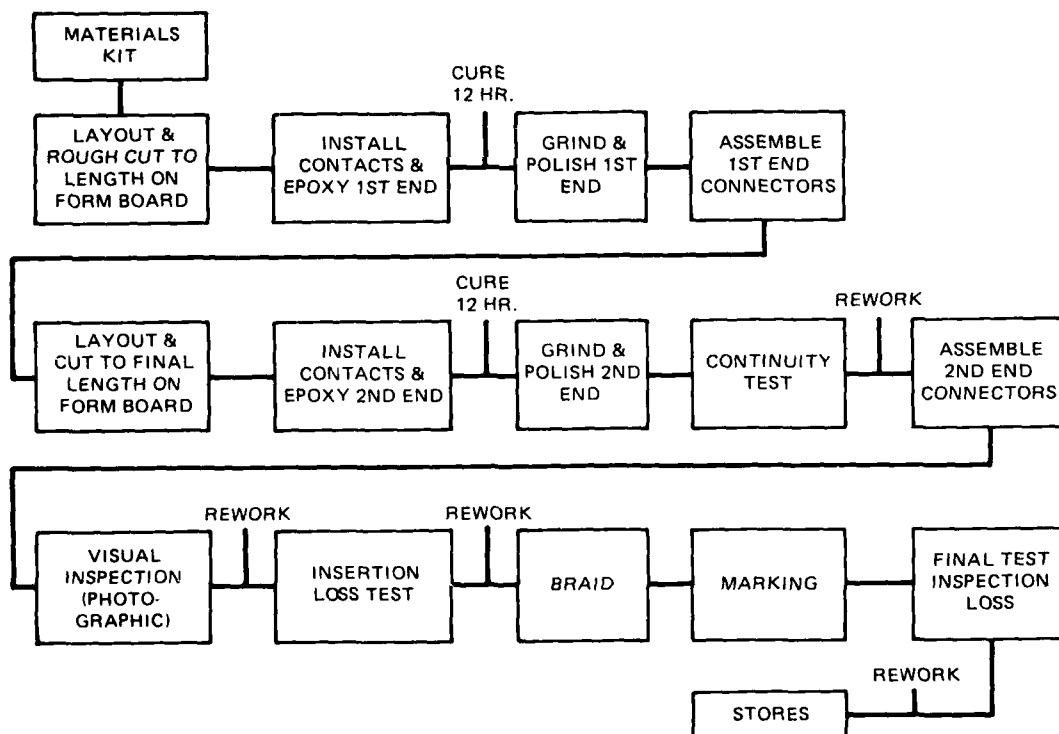 MATERIALS
KIT
CURE
12 HR.
LAYOUT &
ROUGH CUT TO
LENGTH ON
FORM BOARD
INSTALL
CONTACTS &
EPOXY 1ST END
GRIND &
POLISH 1ST
END
ASSEMBLE
1ST END
CONNECTORS
CURE
12 HR.
REWORK
LAYOUT &
CUT TO FINAL
LENGTH ON
FORM BOARD
INSTALL
CONTACTS &
EPOXY 2ND END
GRIND &
POLISH 2ND
END
CONTINUITY
TEST
ASSEMBLE
2ND END
CONNECTORS
REWORK
REWORK
VISUAL
INSPECTION
(PHOTO-
GRAPHIC)
INSERTION
LOSS TEST
BRAID
MARKING
FINAL TEST
INSPECTION
LOSS
REWORK
STORES